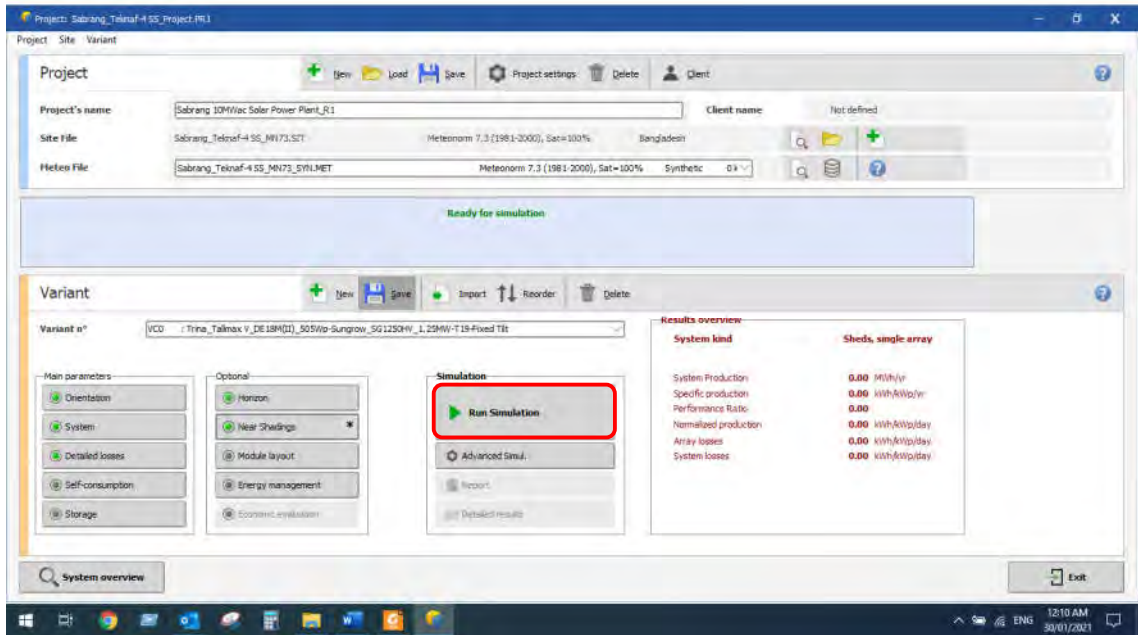 Project: Sabrang_Teknaf-4 SS_Project.PR1
Project Site Variant
Project New Load Save Project settings Delete Client
Project's name Sabrang 10MWac Solar Power Plant_R1 Client name Not defined
Site File Sabrang_Teknaf-4 SS_MN73.SIT Meteonorm 7.3 (1981-2000), Sat=100% Bangladesh
Meteo File Sabrang_Teknaf-4 SS_MN73_SYN.MET Meteonorm 7.3 (1981-2000), Sat=100% Synthetic 0 k
Ready for simulation
Variant New Save Import Reorder Delete
Variant n° VC0 : Trina_Tallmax V_DE18M(II)_505Wp-Sungrow_SG1250HV_1.25MW-T19-Fixed Tilt
Results overview
System kind Sheds, single array
Main parameters Optional Simulation
System Production 0.00 MWh/yr
Specific production 0.00 kWh/kWp/yr
Performance Ratio 0.00
Normalized production 0.00 kWh/kWp/day
Array losses 0.00 kWh/kWp/day
System losses 0.00 kWh/kWp/day
Orientation Horizon Run Simulation
System Near Shadings *
Detailed losses Module layout Advanced Simul.
Self-consumption Energy management Report
Storage Economic evaluation Detailed results
System overview Exit
ENG 12:10 AM
30/01/2021